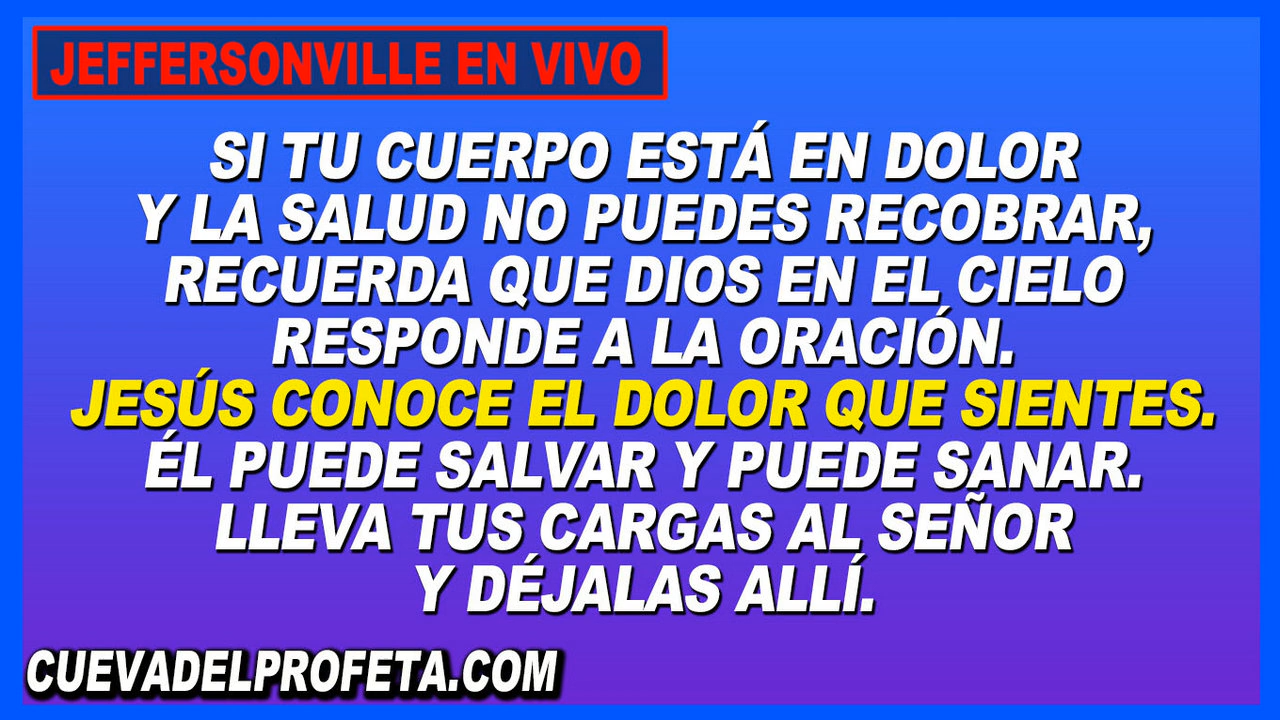 JEFFERSONVILLE EN VIVO
SI TU CUERPO ESTÁ EN DOLOR
Y LA SALUD NO PUEDES RECOBRAR,
RECUERDA QUE DIOS EN EL CIELO
RESPONDE A LA ORACIÓN.
JESÚS CONOCE EL DOLOR QUE SIENTES.
ÉL PUEDE SALVAR Y PUEDE SANAR.
LLEVA TUS CARGAS AL SEÑOR
Y DÉJALAS ALLÍ.
CUEVADELPROFETA.COM